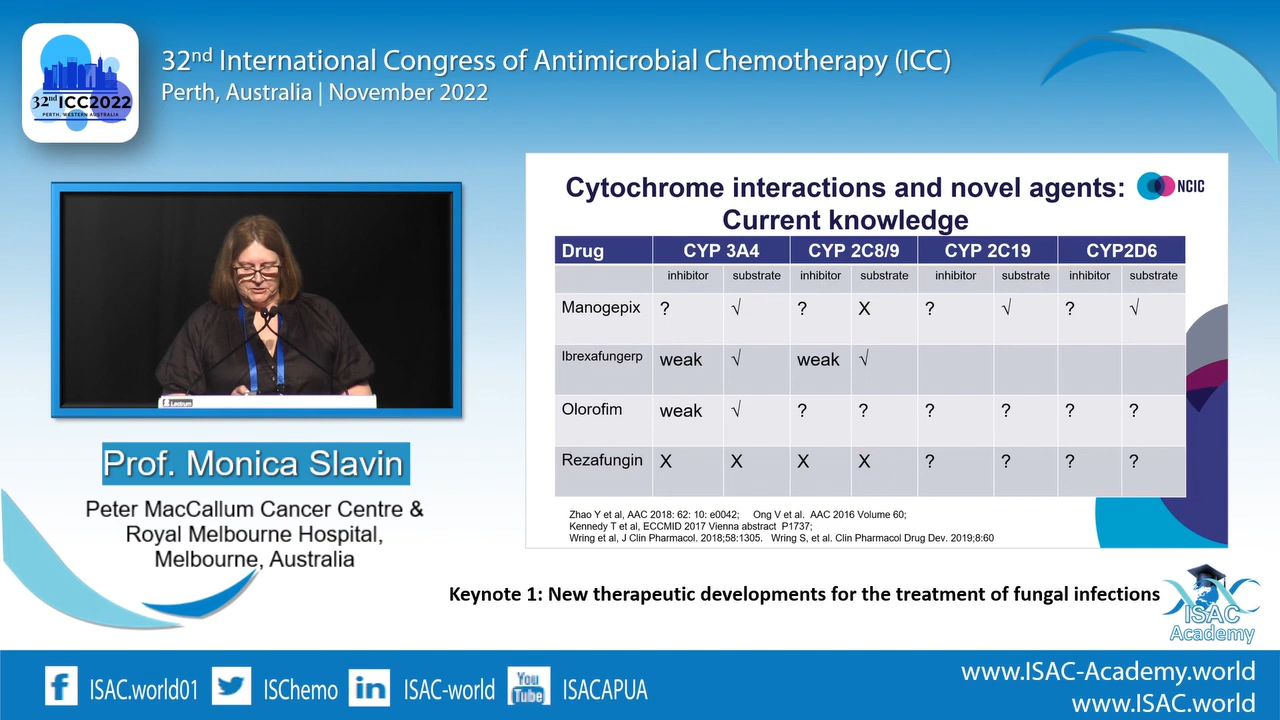 32nd International Congress of Antimicrobial Chemotherapy (ICC)
Perth, Australia | November 2022
32nd ICC2022
PERTH, WESTERN AUSTRALIA
Lectrum
Prof. Monica Slavin
Peter MacCallum Cancer Centre &
Royal Melbourne Hospital,
Melbourne, Australia
Cytochrome interactions and novel agents:
Current knowledge
NCIC
Drug CYP 3A4 CYP 2C8/9 CYP 2C19 CYP2D6
inhibitor substrate inhibitor substrate inhibitor substrate inhibitor substrate
Manogepix ? √ ? X ? √ ? √
Ibrexafungerp weak √ weak √
Olorofim weak √ ? ? ? ? ? ?
Rezafungin X X X X ? ? ? ?
Zhao Y et al, AAC 2018: 62: 10: e0042; Ong V et al. AAC 2016 Volume 60;
Kennedy T et al, ECCMID 2017 Vienna abstract P1737;
Wring et al, J Clin Pharmacol. 2018;58:1305. Wring S, et al. Clin Pharmacol Drug Dev. 2019;8:60
Keynote 1: New therapeutic developments for the treatment of fungal infections
ISAC
Academy
f ISAC.world01 ISChemo in ISAC-world You Tube ISACAPUA
www.ISAC-Academy.world
www.ISAC.world